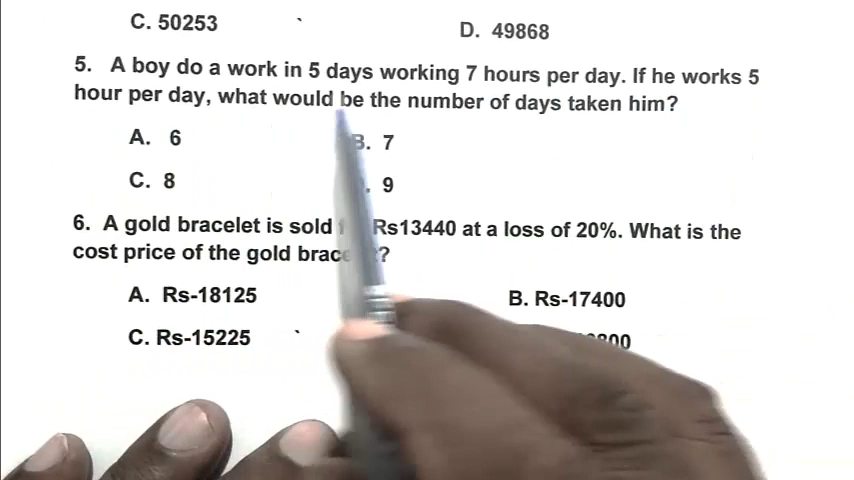 C. 50253
D. 49868
5. A boy do a work in 5 days working 7 hours per day. If he works 5
hour per day, what would be the number of days taken him?
A. 6
B. 7
C. 8
. 9
6. A gold bracelet is sold Rs13440 at a loss of 20%. What is the
cost price of the gold ?
A. Rs-18125
B. Rs-17400
C. Rs-15225